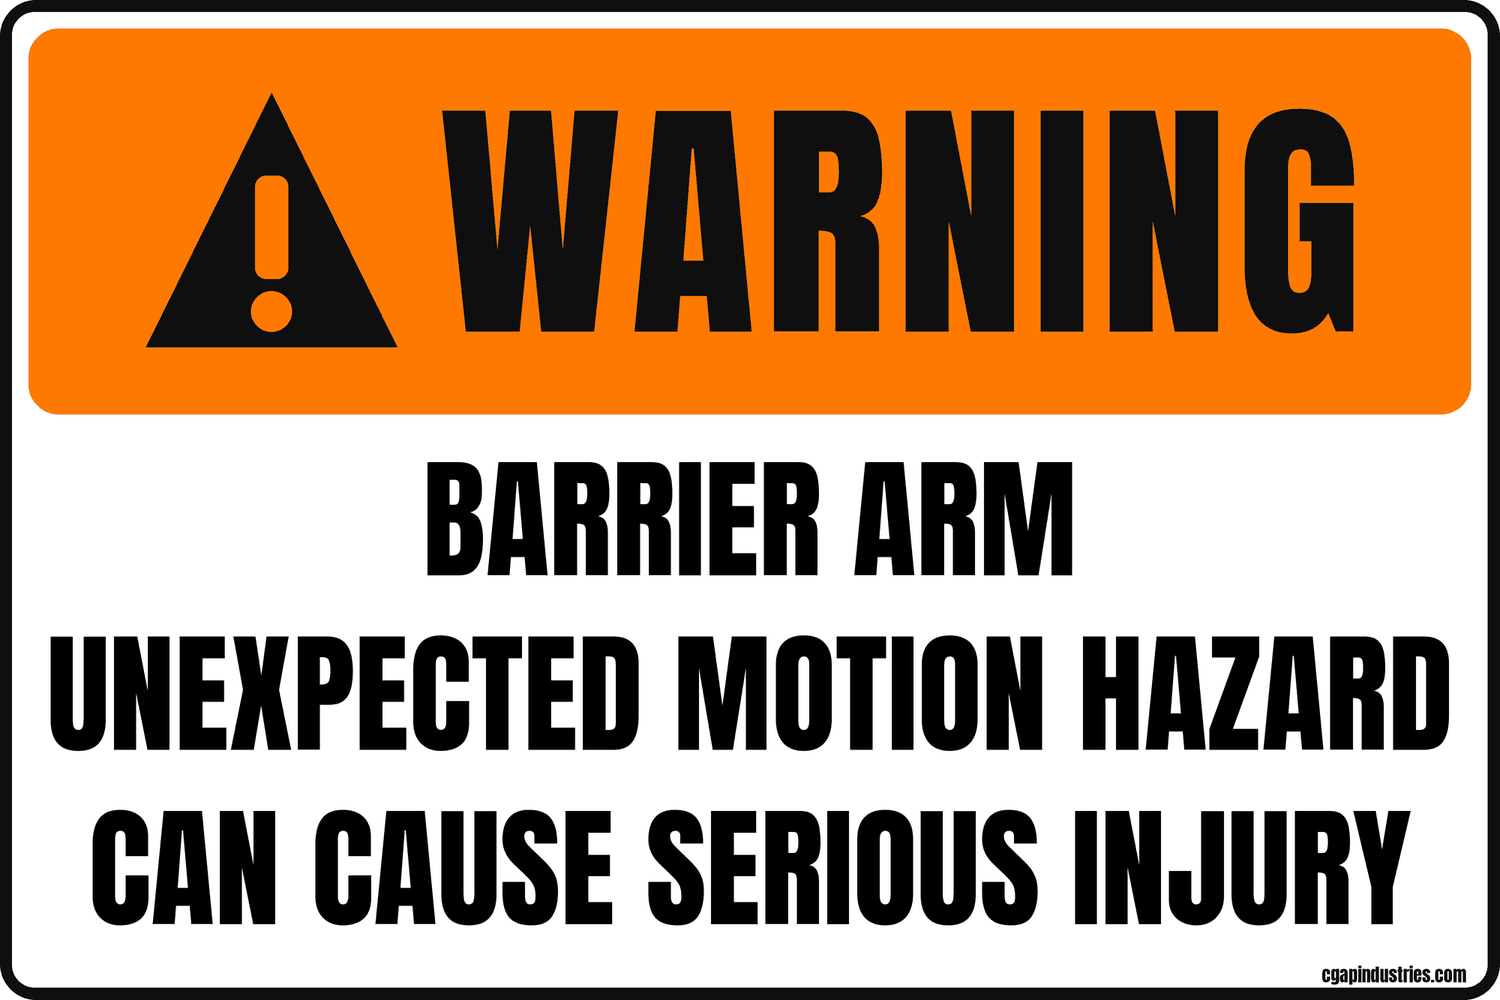 WARNING
BARRIER ARM
UNEXPECTED MOTION HAZARD
CAN CAUSE SERIOUS INJURY
cgapindustries.com